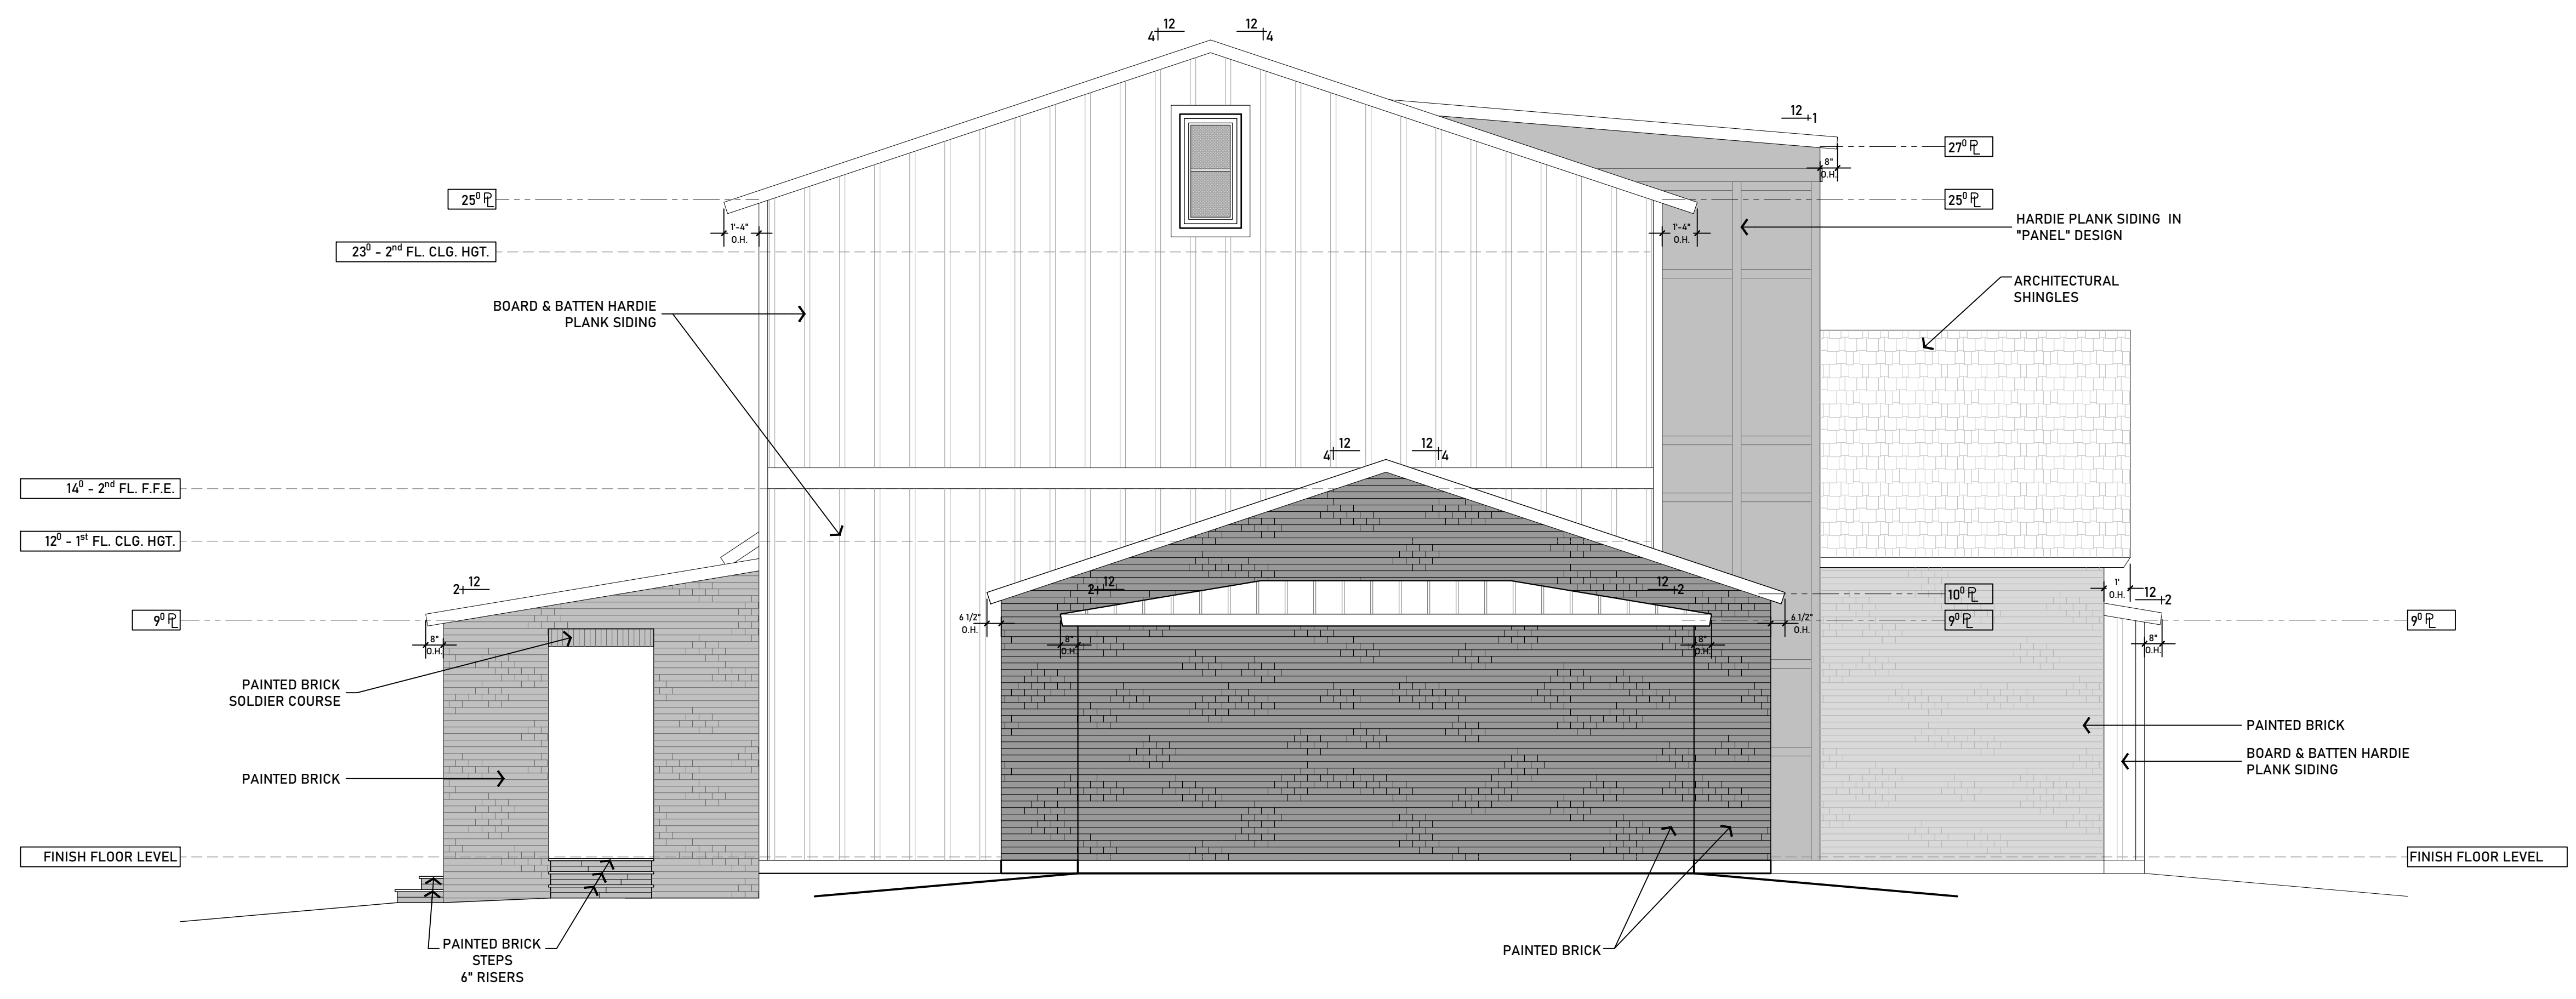 12 12
4 4
12
1
27⁰ PL
8"
O.H.
25⁰ PL
25⁰ PL
HARDIE PLANK SIDING IN
"PANEL" DESIGN
1'-4"
O.H.
1'-4"
O.H.
23⁰ - 2nd FL. CLG. HGT.
ARCHITECTURAL
SHINGLES
BOARD & BATTEN HARDIE
PLANK SIDING
12 12
4 4
14⁰ - 2nd FL. F.F.E.
12⁰ - 1st FL. CLG. HGT.
12
2
12
2
12
2
10⁰ PL
1'
O.H.
12
2
9⁰ PL
6 1/2"
O.H.
6 1/2"
O.H.
9⁰ PL
9⁰ PL
8"
O.H.
8"
O.H.
8"
O.H.
8"
O.H.
PAINTED BRICK
SOLDIER COURSE
PAINTED BRICK
PAINTED BRICK
BOARD & BATTEN HARDIE
PLANK SIDING
FINISH FLOOR LEVEL
FINISH FLOOR LEVEL
PAINTED BRICK
STEPS
6" RISERS
PAINTED BRICK